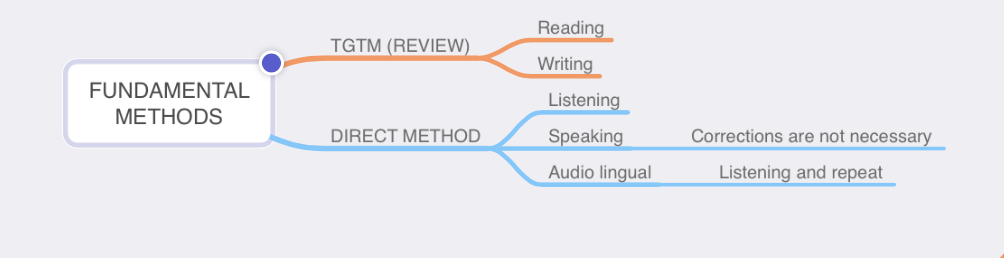 FUNDAMENTAL
METHODS
TGTM (REVIEW)
Reading
Writing
DIRECT METHOD
Listening
Speaking
Corrections are not necessary
Audio lingual
Listening and repeat